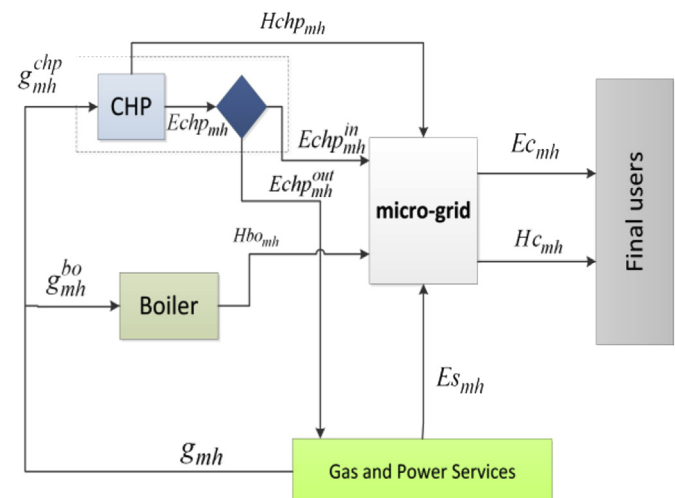 Hchp_mh
g_mh^chp
CHP
Echp_mh
Echp_mh^in
Ec_mh
Echp_mh^out
micro-grid
Final users
Hbo_mh
Hc_mh
g_mh^bo
Boiler
Es_mh
g_mh
Gas and Power Services